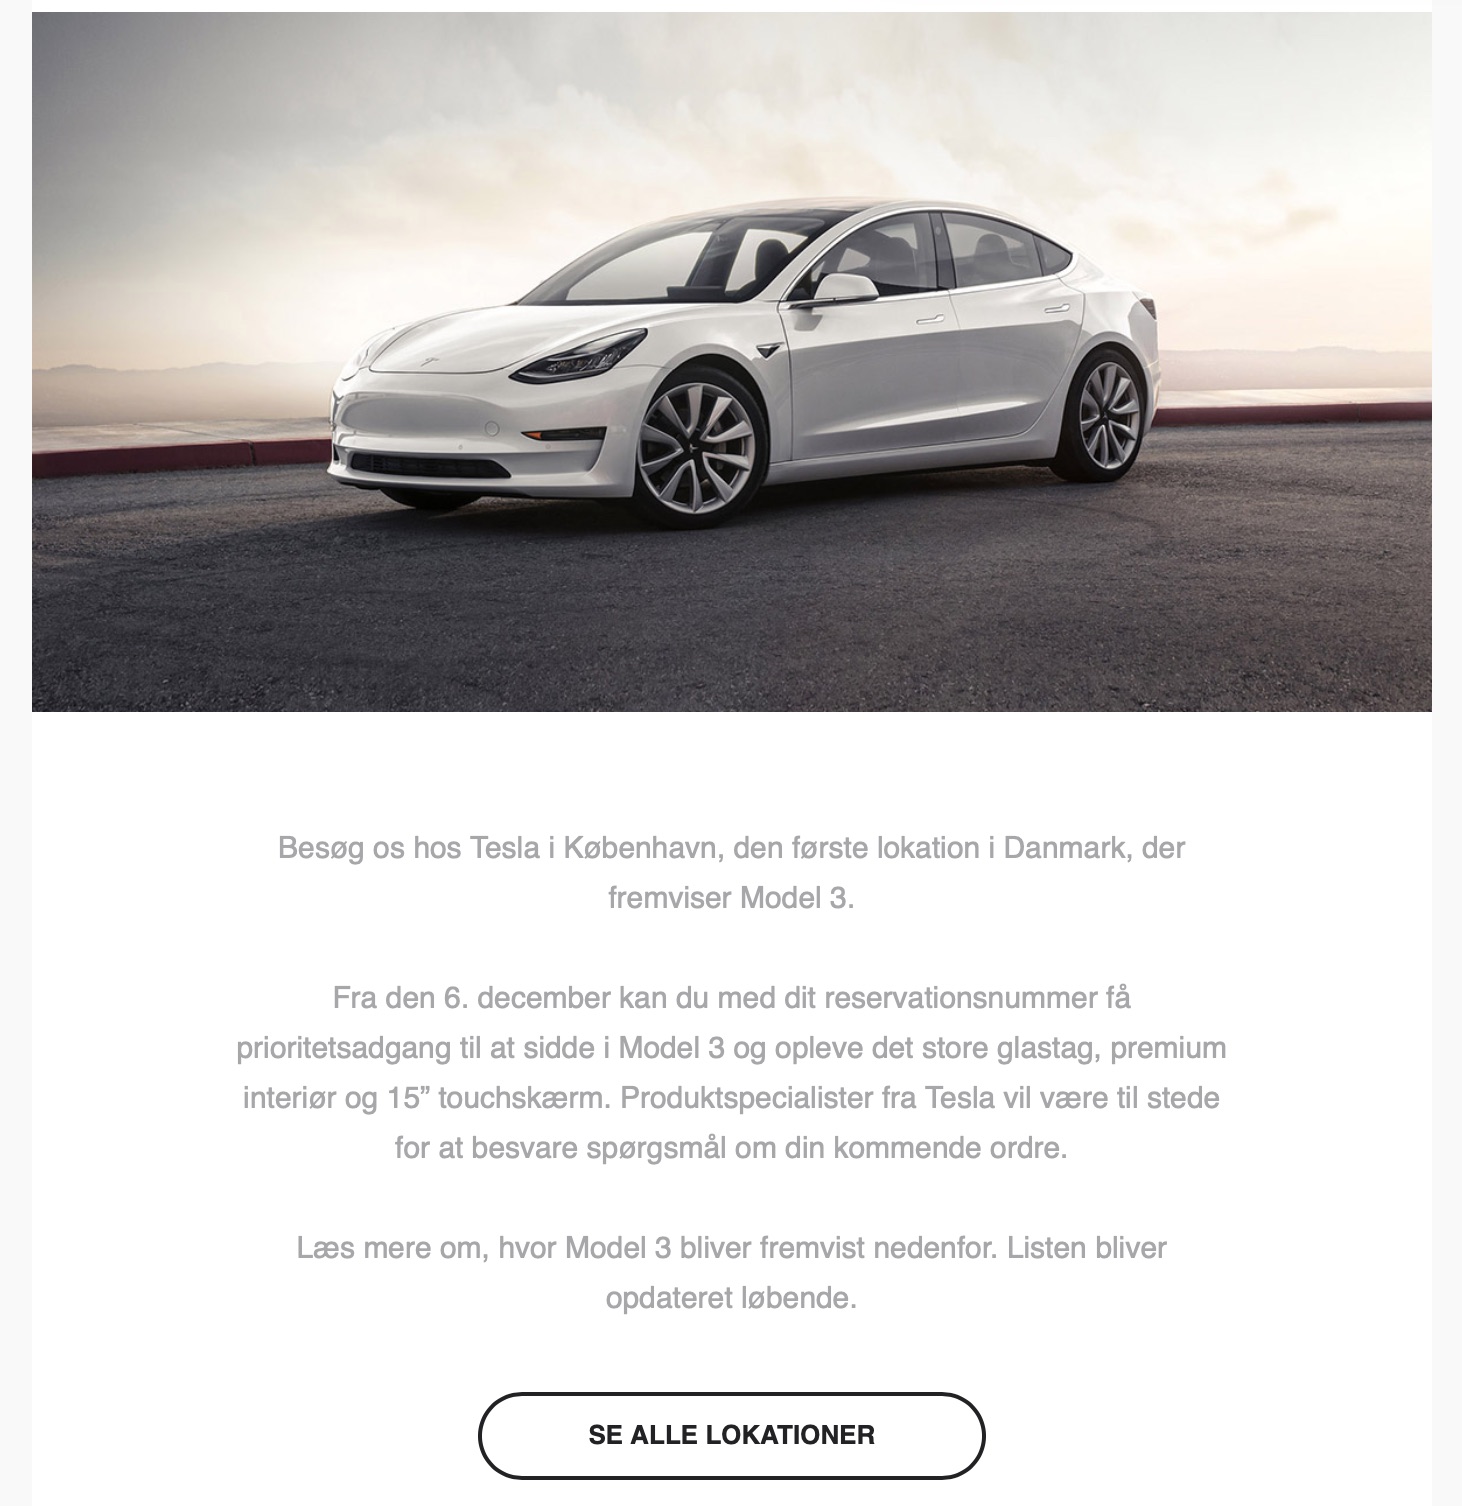 Besøg os hos Tesla i København, den første lokation i Danmark, der
fremviser Model 3.
Fra den 6. december kan du med dit reservationsnummer få
prioritetsadgang til at sidde i Model 3 og opleve det store glastag, premium
interiør og 15” touchskærm. Produktspecialister fra Tesla vil være til stede
for at besvare spørgsmål om din kommende ordre.
Læs mere om, hvor Model 3 bliver fremvist nedenfor. Listen bliver
opdateret løbende.
SE ALLE LOKATIONER